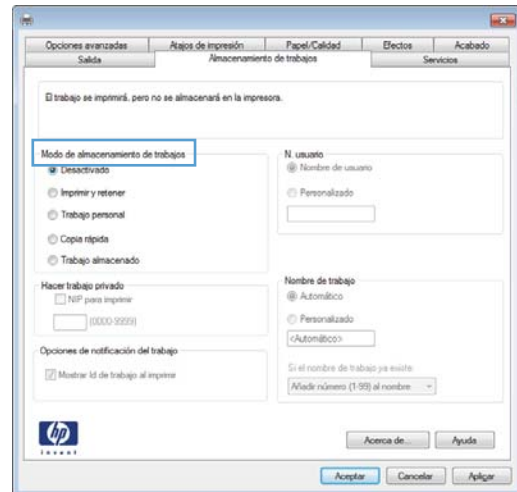 Opciones avanzadas Atajos de impresión Papel/Calidad Efectos Acabado
Salida Almacenamiento de trabajos Servicios
El trabajo se imprimirá, pero no se almacenará en la impresora.
Modo de almacenamiento de trabajos
Desactivado
Imprimir y retener
Trabajo personal
Copia rápida
Trabajo almacenado
N. usuario
Nombre de usuario
Personalizado
Hacer trabajo privado
NIP para imprimir
(0000-9999)
Nombre de trabajo
Automático
Personalizado
<Automático>
Si el nombre de trabajo ya existe
Añadir número (1-99) al nombre
Opciones de notificación del trabajo
Mostrar Id de trabajo al imprimir
hp
invent
Acerca de... Ayuda
Aceptar Cancelar Aplicar